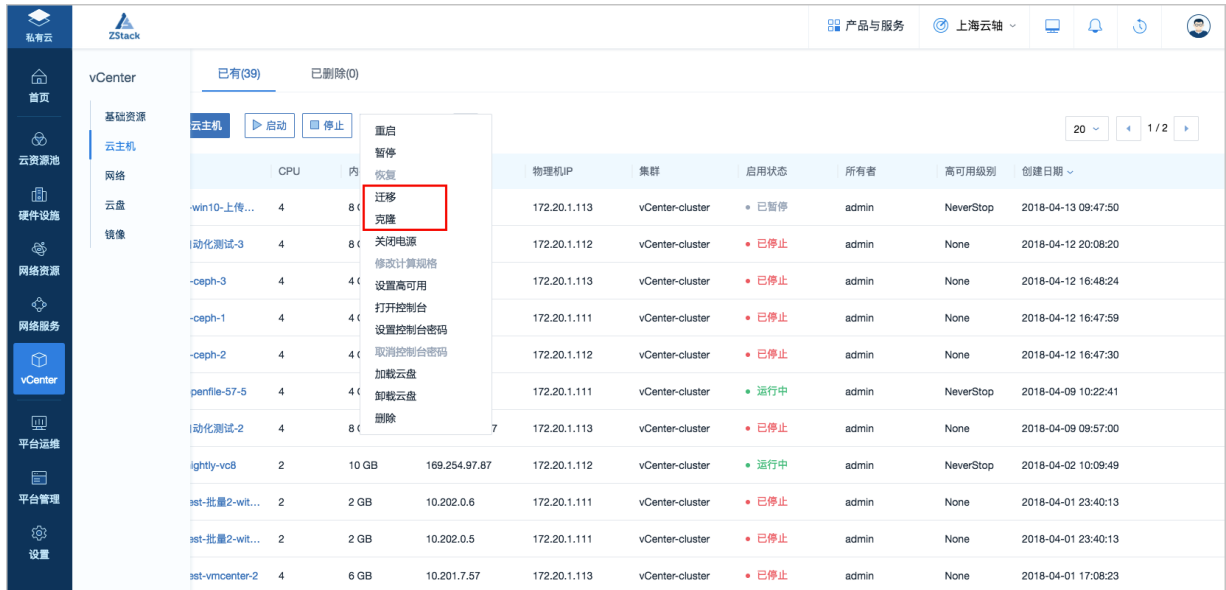 私有云
ZStack
产品与服务
上海云轴
首页
云资源池
硬件设施
网络资源
网络服务
vCenter
平台运维
平台管理
设置
vCenter
基础资源
云主机
网络
云盘
镜像
已有(39)
已删除(0)
云主机
启动
停止
20
1 / 2
重启
暂停
恢复
迁移
克隆
关闭电源
修改计算规格
设置高可用
打开控制台
设置控制台密码
取消控制台密码
加载云盘
卸载云盘
删除
CPU 内 物理机IP 集群 启用状态 所有者 高可用级别 创建日期
-win10-上传... 4 8 172.20.1.113 vCenter-cluster 已暂停 admin NeverStop 2018-04-13 09:47:50
动化测试-3 4 8 172.20.1.112 vCenter-cluster 已停止 admin None 2018-04-12 20:08:20
-ceph-3 4 4 172.20.1.113 vCenter-cluster 已停止 admin None 2018-04-12 16:48:24
-ceph-1 4 4 172.20.1.111 vCenter-cluster 已停止 admin None 2018-04-12 16:47:59
-ceph-2 4 4 172.20.1.112 vCenter-cluster 已停止 admin None 2018-04-12 16:47:30
penfile-57-5 4 4 172.20.1.111 vCenter-cluster 运行中 admin NeverStop 2018-04-09 10:22:41
动化测试-2 4 8 7 172.20.1.113 vCenter-cluster 已停止 admin None 2018-04-09 09:57:00
ightly-vc8 2 10 GB 169.254.97.87 172.20.1.112 vCenter-cluster 运行中 admin NeverStop 2018-04-02 10:09:49
est-批量2-wit... 2 2 GB 10.202.0.6 172.20.1.111 vCenter-cluster 已停止 admin None 2018-04-01 23:40:13
est-批量2-wit... 2 2 GB 10.202.0.5 172.20.1.111 vCenter-cluster 已停止 admin None 2018-04-01 23:40:13
est-vmcenter-2 4 6 GB 10.201.7.57 172.20.1.113 vCenter-cluster 已停止 admin None 2018-04-01 17:08:23